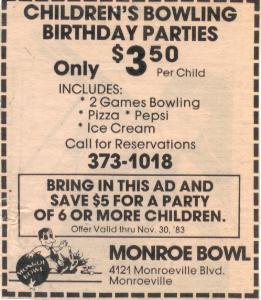 CHILDREN'S BOWLING
BIRTHDAY PARTIES
Only $3.50 Per Child
INCLUDES:
* 2 Games Bowling
* Pizza * Pepsi
* Ice Cream
Call for Reservations
373-1018
BRING IN THIS AD AND
SAVE $5 FOR A PARTY
OF 6 OR MORE CHILDREN.
Offer Valid thru Nov. 30, '83
MONROE BOWL
MONROE BOWL
4121 Monroeville Blvd.
Monroeville